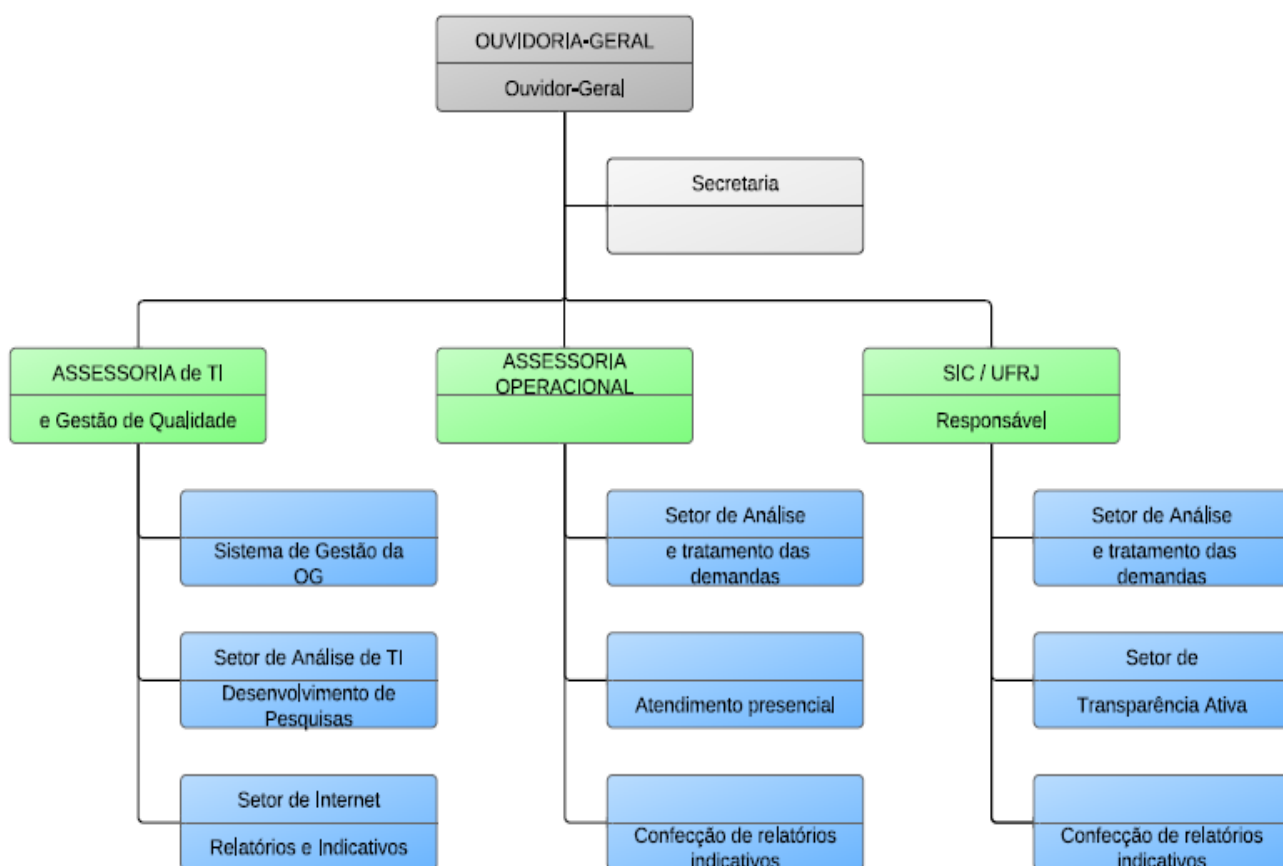 OUVIDORIA-GERAL
Ouvidor-Geral
Secretaria
ASSESSORIA de TI
e Gestão de Qualidade
ASSESSORIA
OPERACIONAL
SIC / UFRJ
Responsável
Sistema de Gestão da
OG
Setor de Análise
e tratamento das
demandas
Setor de Análise
e tratamento das
demandas
Setor de Análise de TI
Desenvolvimento de
Pesquisas
Atendimento presencial
Setor de
Transparência Ativa
Setor de Internet
Relatórios e Indicativos
Confecção de relatórios
indicativos
Confecção de relatórios
indicativos